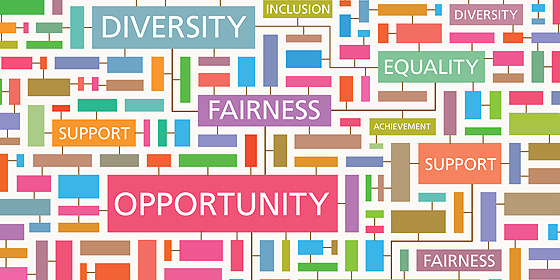 DIVERSITY
INCLUSION
DIVERSITY
EQUALITY
FAIRNESS
SUPPORT
ACHIEVEMENT
SUPPORT
OPPORTUNITY
FAIRNESS